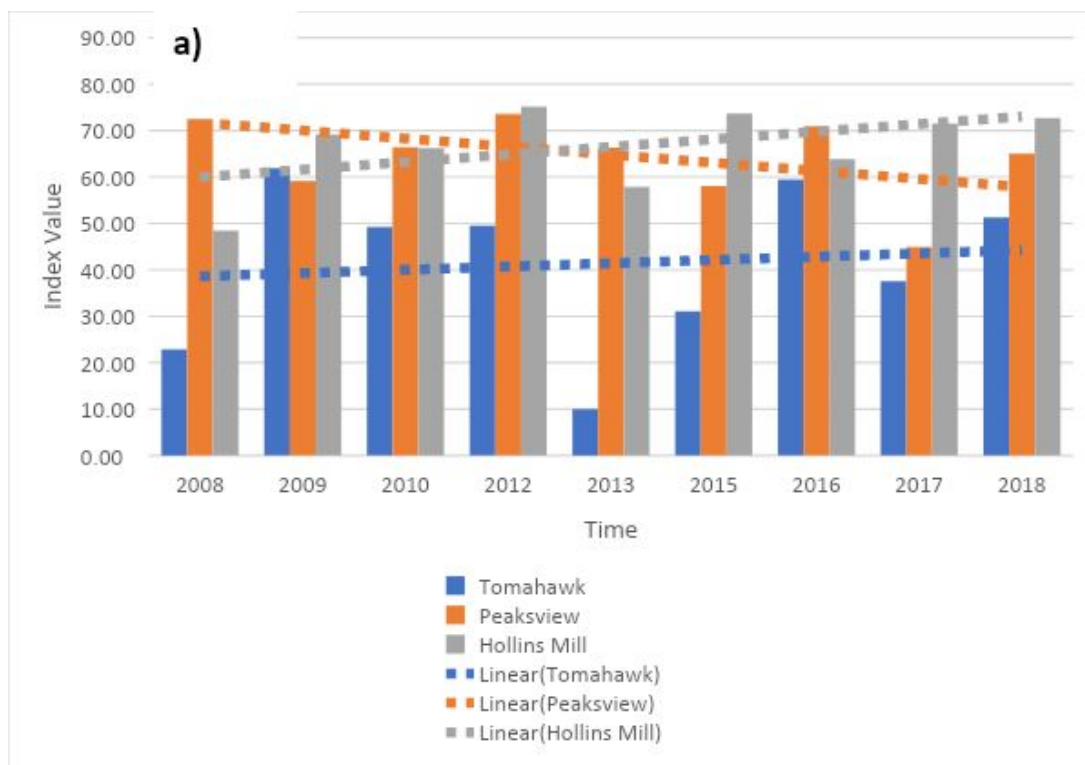 a)
90.00
80.00
70.00
60.00
50.00
40.00
30.00
20.00
10.00
0.00
Index Value
2008 2009 2010 2012 2013 2015 2016 2017 2018
Time
Tomahawk
Peaksview
Hollins Mill
Linear(Tomahawk)
Linear(Peaksview)
Linear(Hollins Mill)